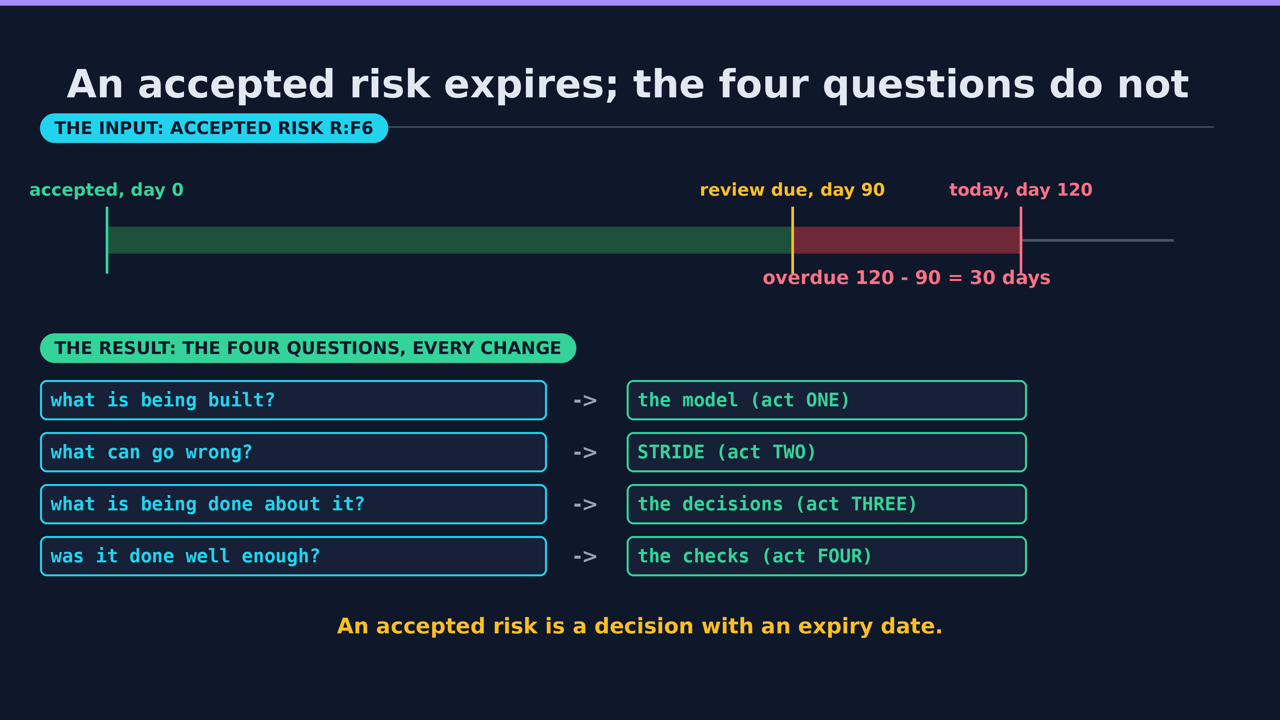 An accepted risk expires; the four questions do not
THE INPUT: ACCEPTED RISK R:F6
accepted, day 0
review due, day 90
today, day 120
overdue 120 - 90 = 30 days
THE RESULT: THE FOUR QUESTIONS, EVERY CHANGE
what is being built? -> the model (act ONE)
what can go wrong? -> STRIDE (act TWO)
what is being done about it? -> the decisions (act THREE)
was it done well enough? -> the checks (act FOUR)
An accepted risk is a decision with an expiry date.